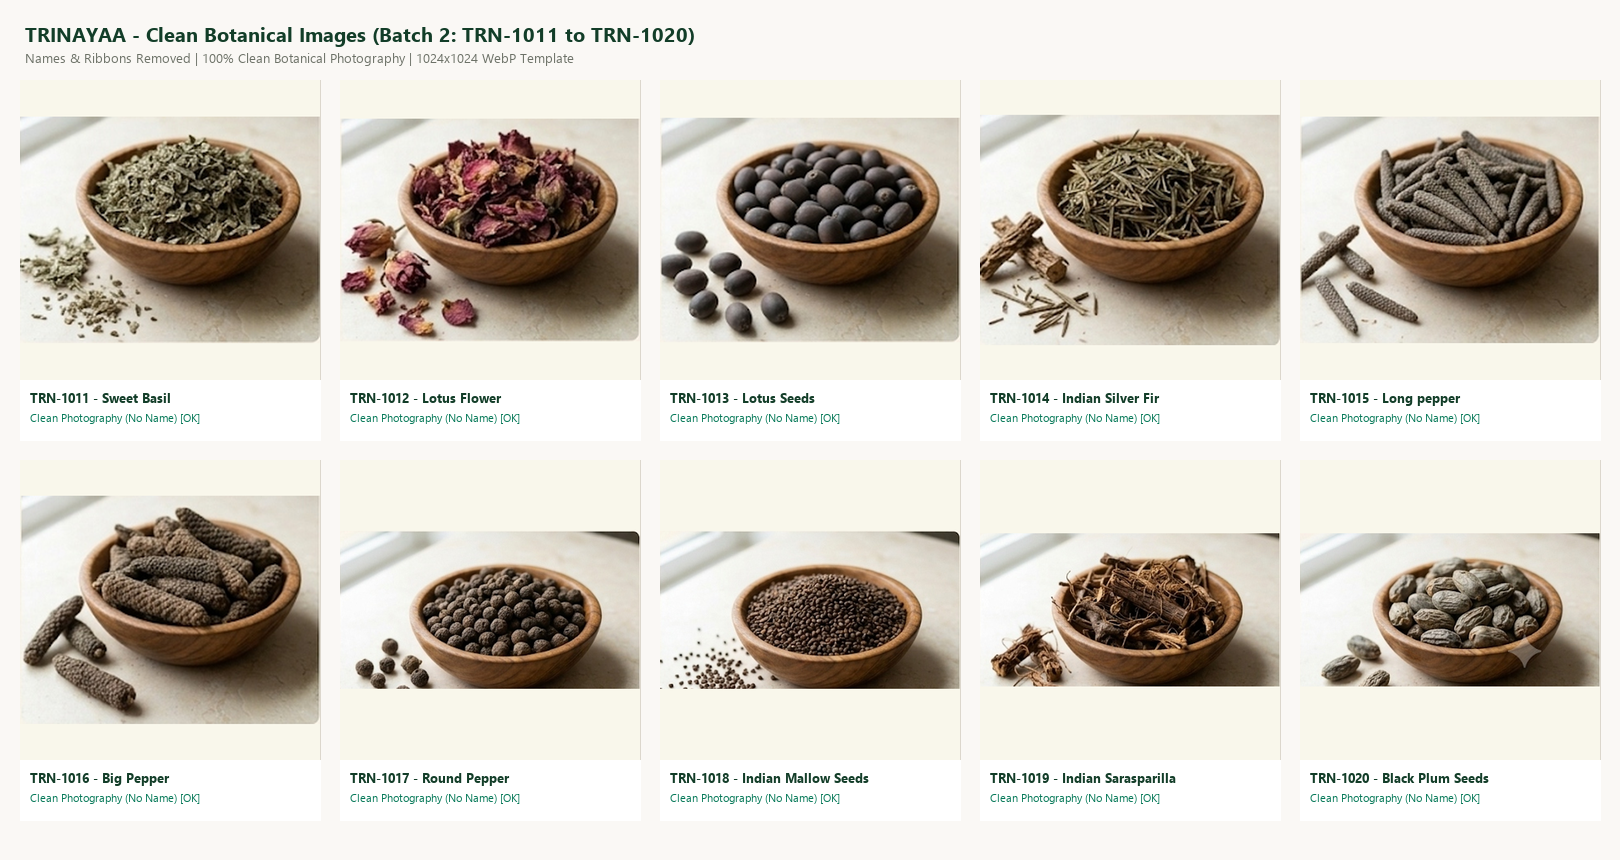 TRINAYAA - Clean Botanical Images (Batch 2: TRN-1011 to TRN-1020)
Names & Ribbons Removed | 100% Clean Botanical Photography | 1024x1024 WebP Template
TRN-1011 - Sweet Basil
Clean Photography (No Name) [OK]
TRN-1012 - Lotus Flower
Clean Photography (No Name) [OK]
TRN-1013 - Lotus Seeds
Clean Photography (No Name) [OK]
TRN-1014 - Indian Silver Fir
Clean Photography (No Name) [OK]
TRN-1015 - Long pepper
Clean Photography (No Name) [OK]
TRN-1016 - Big Pepper
Clean Photography (No Name) [OK]
TRN-1017 - Round Pepper
Clean Photography (No Name) [OK]
TRN-1018 - Indian Mallow Seeds
Clean Photography (No Name) [OK]
TRN-1019 - Indian Sarasparilla
Clean Photography (No Name) [OK]
TRN-1020 - Black Plum Seeds
Clean Photography (No Name) [OK]